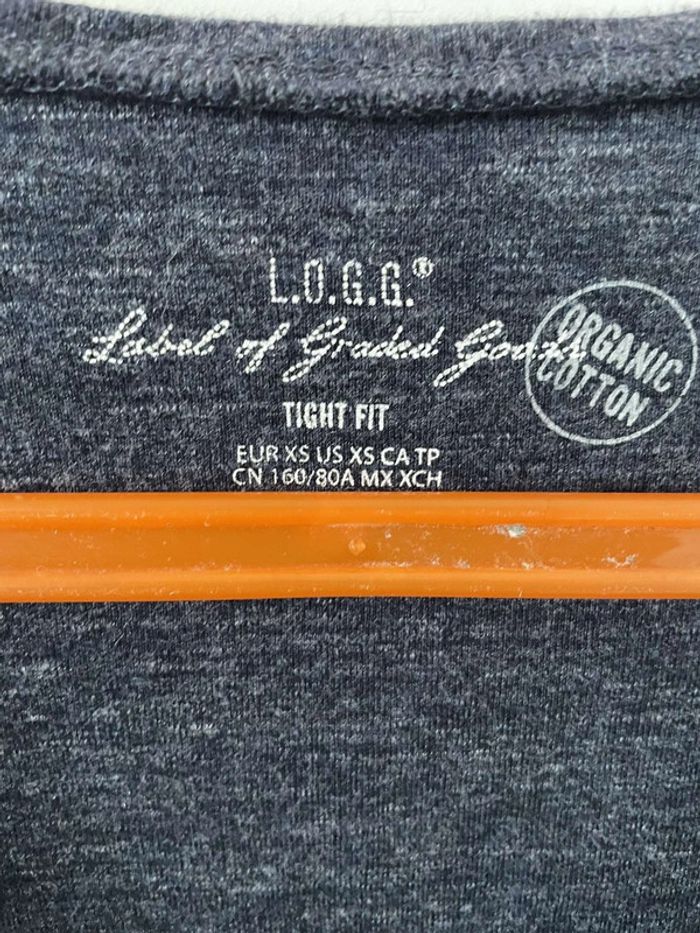 L.O.G.G.®
Label of Graded Goods
ORGANIC
COTTON
TIGHT FIT
EUR XS US XS CA TP
CN 160/80A MX XCH